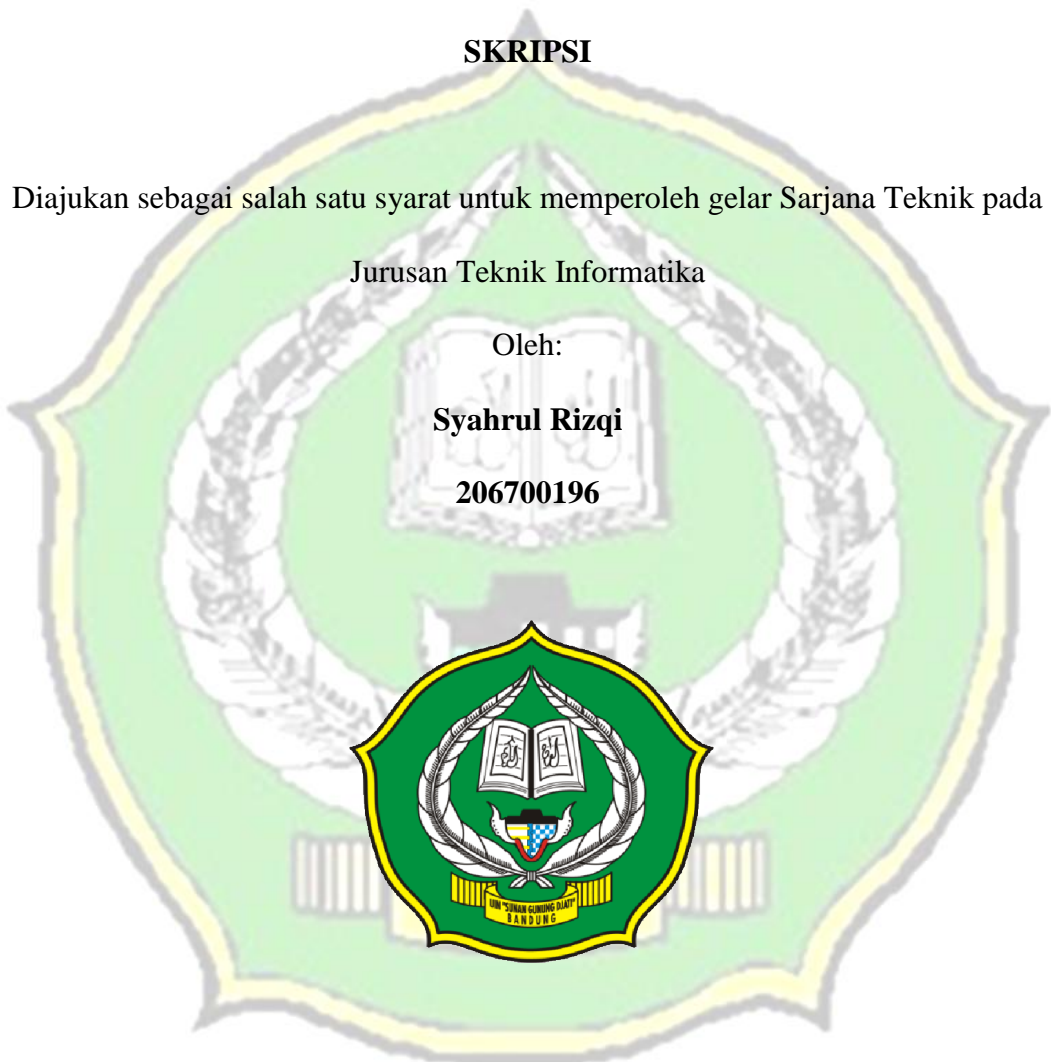 SKRIPSI
Diajukan sebagai salah satu syarat untuk memperoleh gelar Sarjana Teknik pada
Jurusan Teknik Informatika
Oleh:
Syahrul Rizqi
206700196
UIN "SUNAN GUNUNG DJATI"
BANDUNG